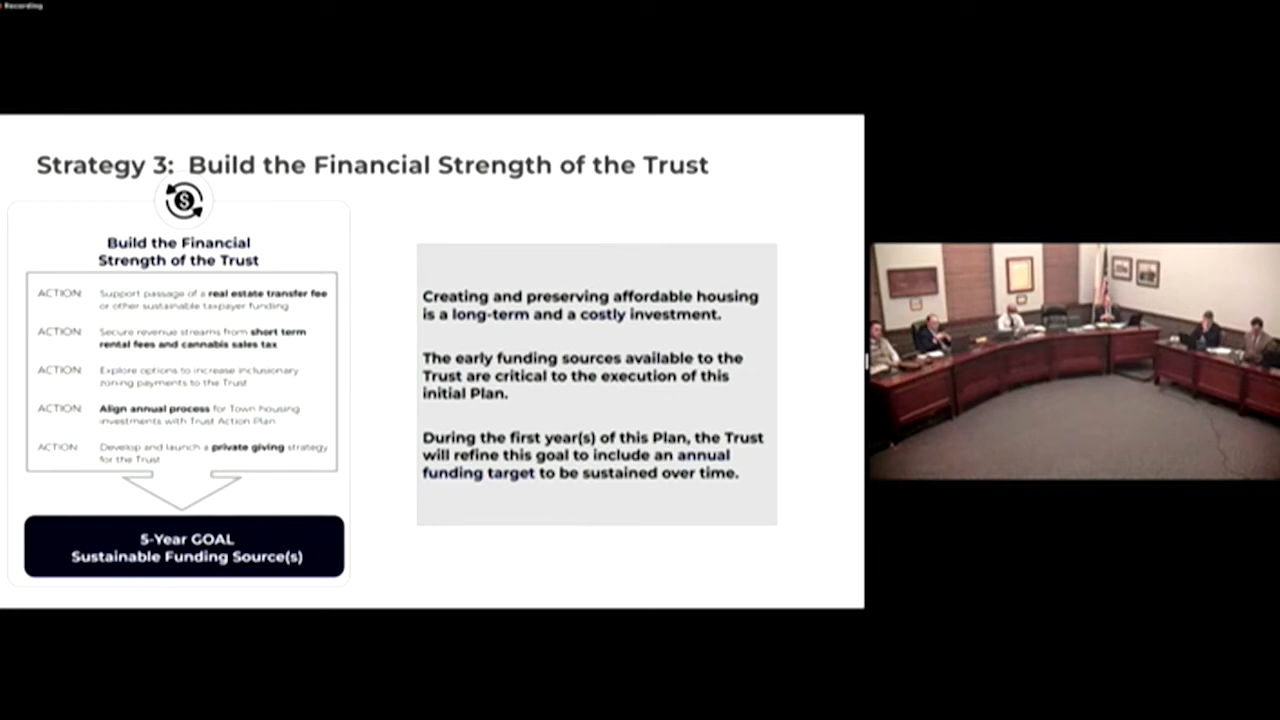 Recording
Strategy 3: Build the Financial Strength of the Trust
Build the Financial
Strength of the Trust
ACTION: Support passage of a real estate transfer fee
or other sustainable taxpayer funding
ACTION: Secure revenue streams from short term
rental fees and cannabis sales tax
ACTION: Explore options to increase inclusionary
zoning payments to the Trust
ACTION: Align annual process for Town housing
investments with Trust Action Plan
ACTION: Develop and launch a private giving strategy
for the Trust
5-Year GOAL
Sustainable Funding Source(s)
Creating and preserving affordable housing
is a long-term and a costly investment.
The early funding sources available to the
Trust are critical to the execution of this
initial Plan.
During the first year(s) of this Plan, the Trust
will refine this goal to include an annual
funding target to be sustained over time.